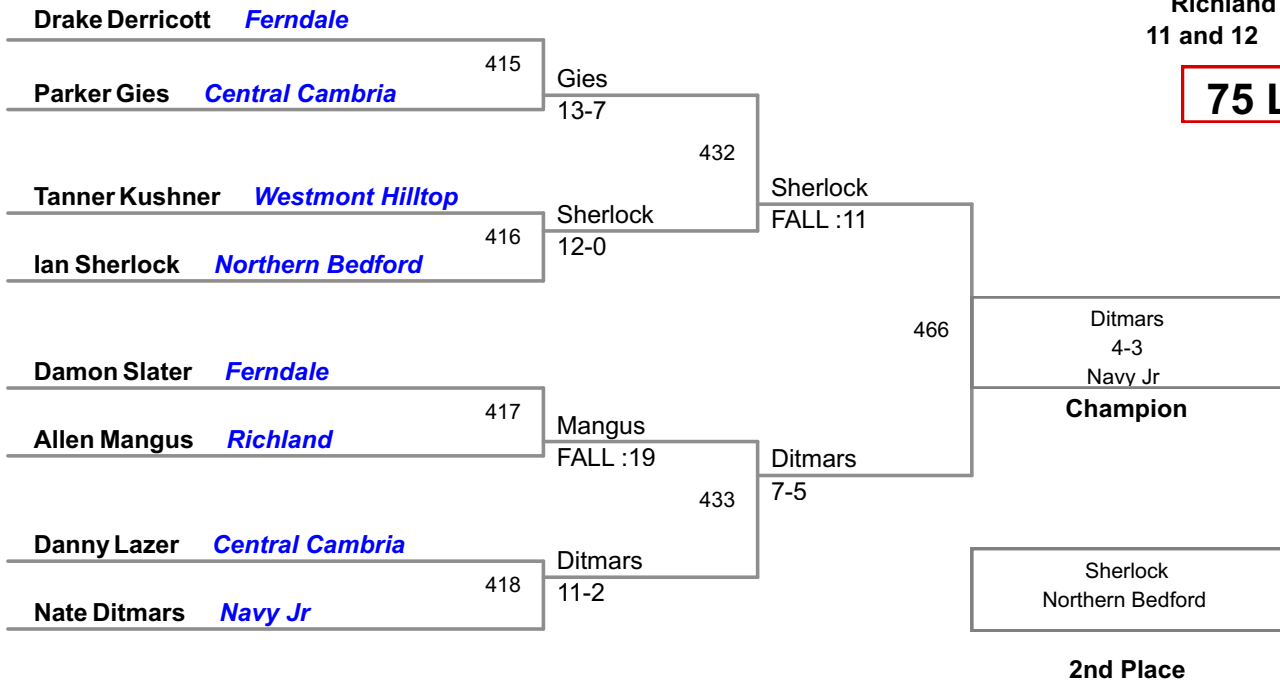 Richland
11 and 12
75 L
Drake Derricott Ferndale
415
Parker Gies Central Cambria
Gies
13-7
432
Tanner Kushner Westmont Hilltop
416
Ian Sherlock Northern Bedford
Sherlock
12-0
Sherlock
FALL :11
466
Damon Slater Ferndale
417
Allen Mangus Richland
Mangus
FALL :19
433
Danny Lazer Central Cambria
418
Nate Ditmars Navy Jr
Ditmars
11-2
Ditmars
7-5
Ditmars
4-3
Navy Jr
Champion
Sherlock
Northern Bedford
2nd Place